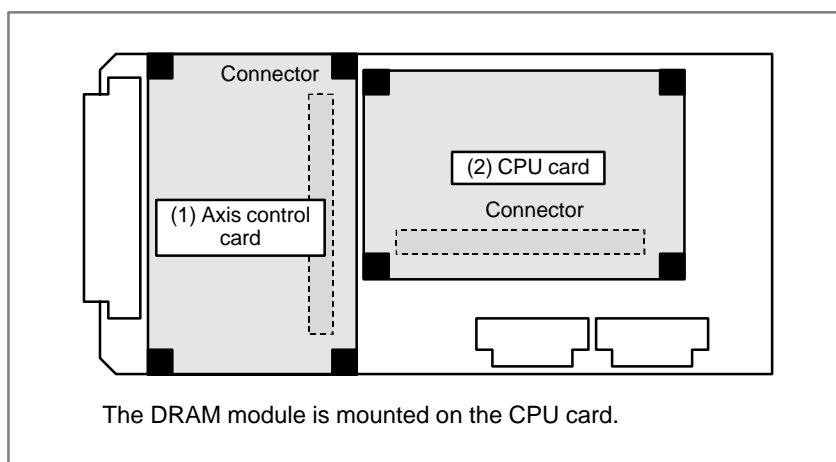 Connector
(1) Axis control
card
(2) CPU card
Connector
The DRAM module is mounted on the CPU card.